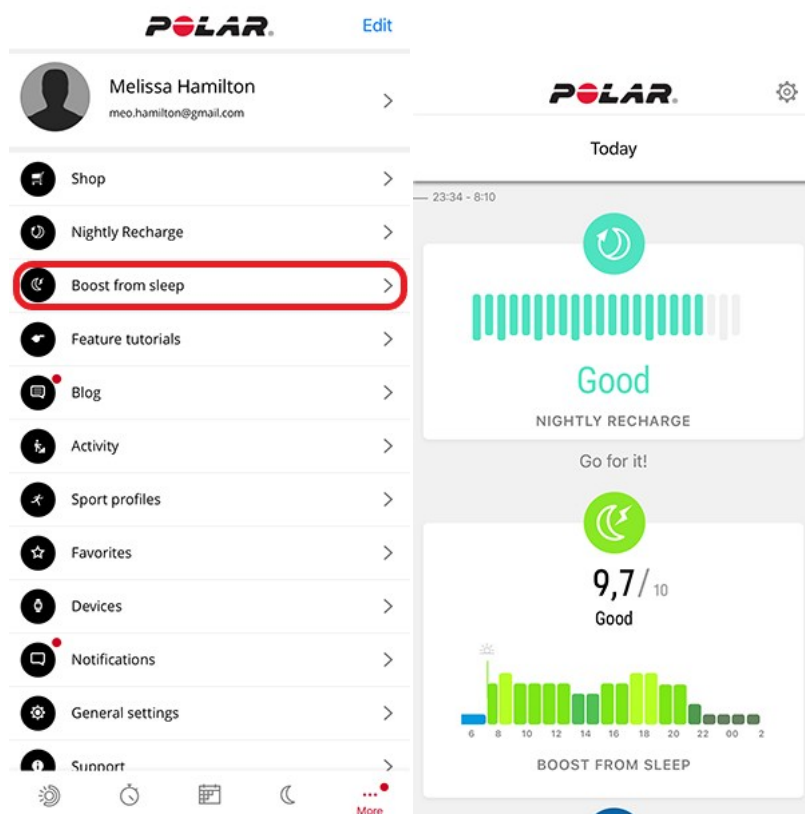 POLAR.
Edit
Melissa Hamilton
meo.hamilton@gmail.com
Shop
Nightly Recharge
Boost from sleep
Feature tutorials
Blog
Activity
Sport profiles
Favorites
Devices
Notifications
General settings
Support
More
POLAR.
Today
23:34 - 8:10
Good
NIGHTLY RECHARGE
Go for it!
9,7/ 10
Good
6 8 10 12 14 16 18 20 22 00 2
BOOST FROM SLEEP